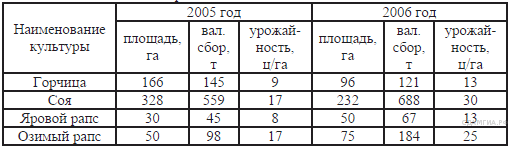 Наименование культуры | 2005 год | 2006 год
площадь, га | вал. сбор, т | урожай-ность, ц/га | площадь, га | вал. сбор, т | урожай-ность, ц/га
Горчица | 166 | 145 | 9 | 96 | 121 | 13
Соя | 328 | 559 | 17 | 232 | 688 | 30
Яровой рапс | 30 | 45 | 8 | 50 | 67 | 13
Озимый рапс | 50 | 98 | 17 | 75 | 184 | 25